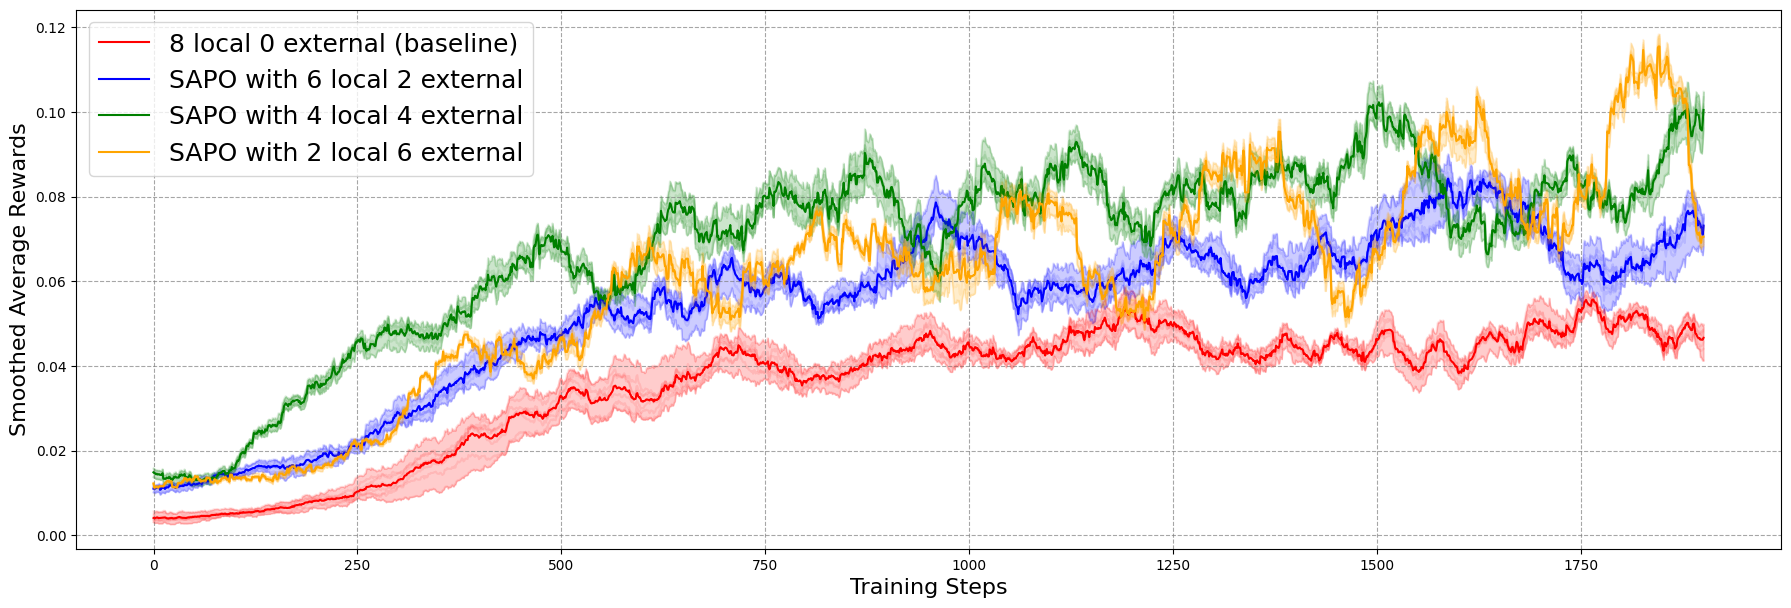 8 local 0 external (baseline)
SAPO with 6 local 2 external
SAPO with 4 local 4 external
SAPO with 2 local 6 external
Smoothed Average Rewards
0.12
0.10
0.08
0.06
0.04
0.02
0.00
0 250 500 750 1000 1250 1500 1750
Training Steps